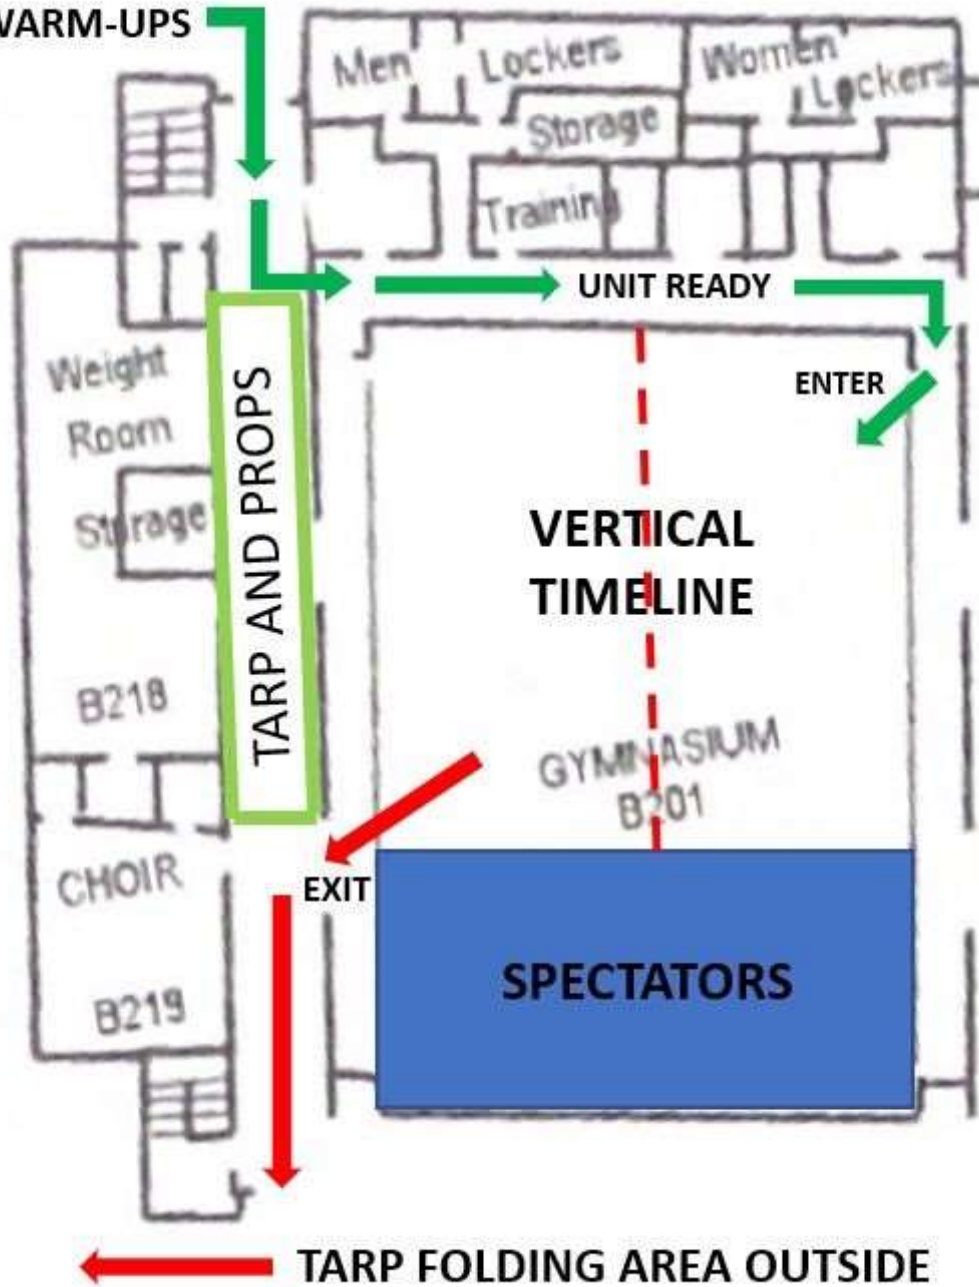 WARM-UPS
Men
Lockers
Women
Lockers
Storage
Training
UNIT READY
ENTER
Weight
Room
Storage
TARP AND PROPS
VERTICAL
TIMELINE
B218
GYMNASIUM
B201
CHOIR
EXIT
SPECTATORS
B219
TARP FOLDING AREA OUTSIDE